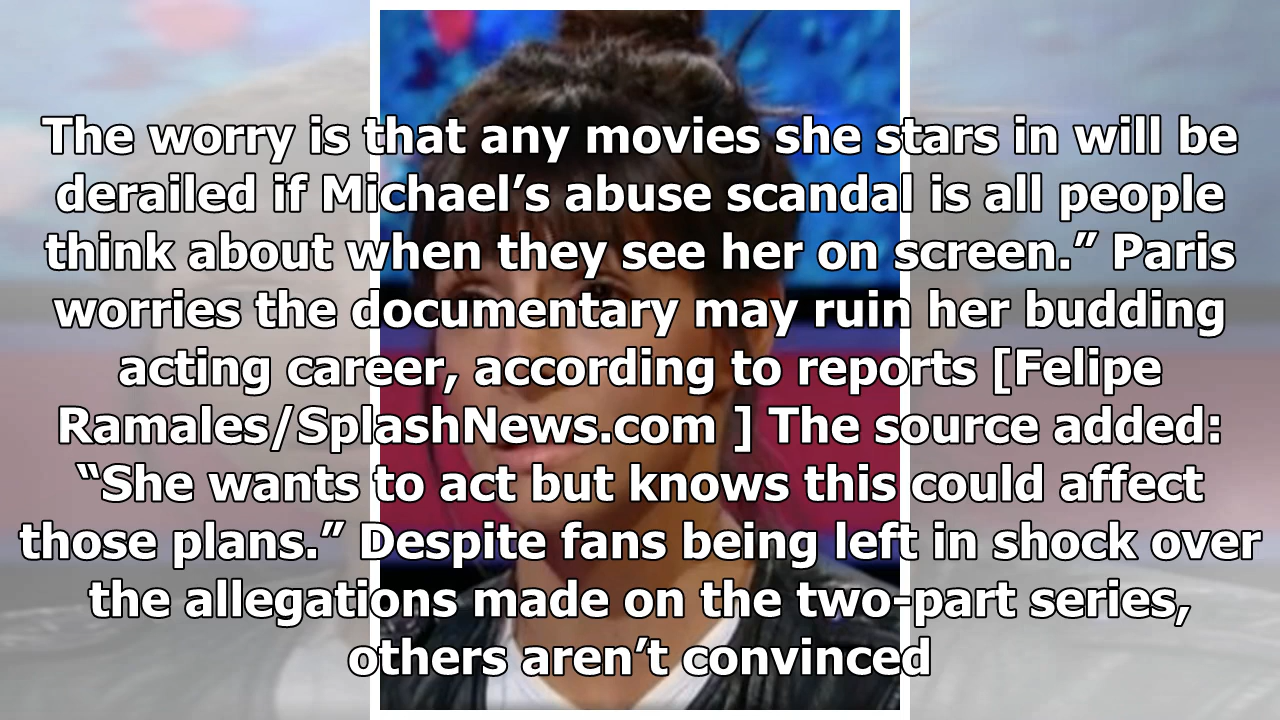 The worry is that any movies she stars in will be
derailed if Michael’s abuse scandal is all people
think about when they see her on screen.” Paris
worries the documentary may ruin her budding
acting career, according to reports [Felipe
Ramales/SplashNews.com ] The source added:
“She wants to act but knows this could affect
those plans.” Despite fans being left in shock over
the allegations made on the two-part series,
others aren’t convinced